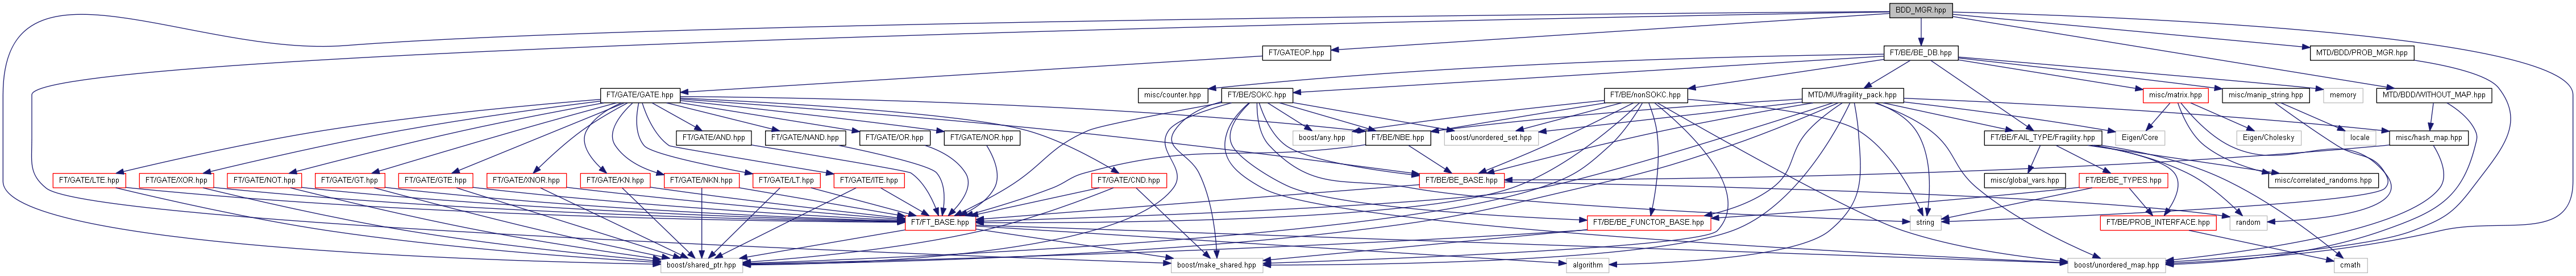 BDD_MGR.hpp
FT/GATEOP.hpp
FT/BE/BE_DB.hpp
MTD/BDD/PROB_MGR.hpp
FT/GATE/GATE.hpp
misc/counter.hpp
FT/BE/SOKC.hpp
FT/BE/nonSOKC.hpp
MTD/MU/fragility_pack.hpp
misc/matrix.hpp
misc/manip_string.hpp
memory
MTD/BDD/WITHOUT_MAP.hpp
FT/GATE/AND.hpp
FT/GATE/NAND.hpp
FT/GATE/OR.hpp
FT/GATE/NOR.hpp
boost/any.hpp
FT/BE/NBE.hpp
boost/unordered_set.hpp
FT/BE/FAIL_TYPE/Fragility.hpp
Eigen/Core
Eigen/Cholesky
locale
misc/hash_map.hpp
FT/GATE/LTE.hpp
FT/GATE/XOR.hpp
FT/GATE/NOT.hpp
FT/GATE/GT.hpp
FT/GATE/GTE.hpp
FT/GATE/XNOR.hpp
FT/GATE/KN.hpp
FT/GATE/NKN.hpp
FT/GATE/LT.hpp
FT/GATE/ITE.hpp
FT/GATE/CND.hpp
FT/BE/BE_BASE.hpp
misc/global_vars.hpp
FT/BE/BE_TYPES.hpp
misc/correlated_randoms.hpp
FT/FT_BASE.hpp
FT/BE/BE_FUNCTOR_BASE.hpp
string
FT/BE/PROB_INTERFACE.hpp
random
boost/shared_ptr.hpp
boost/make_shared.hpp
algorithm
boost/unordered_map.hpp
cmath